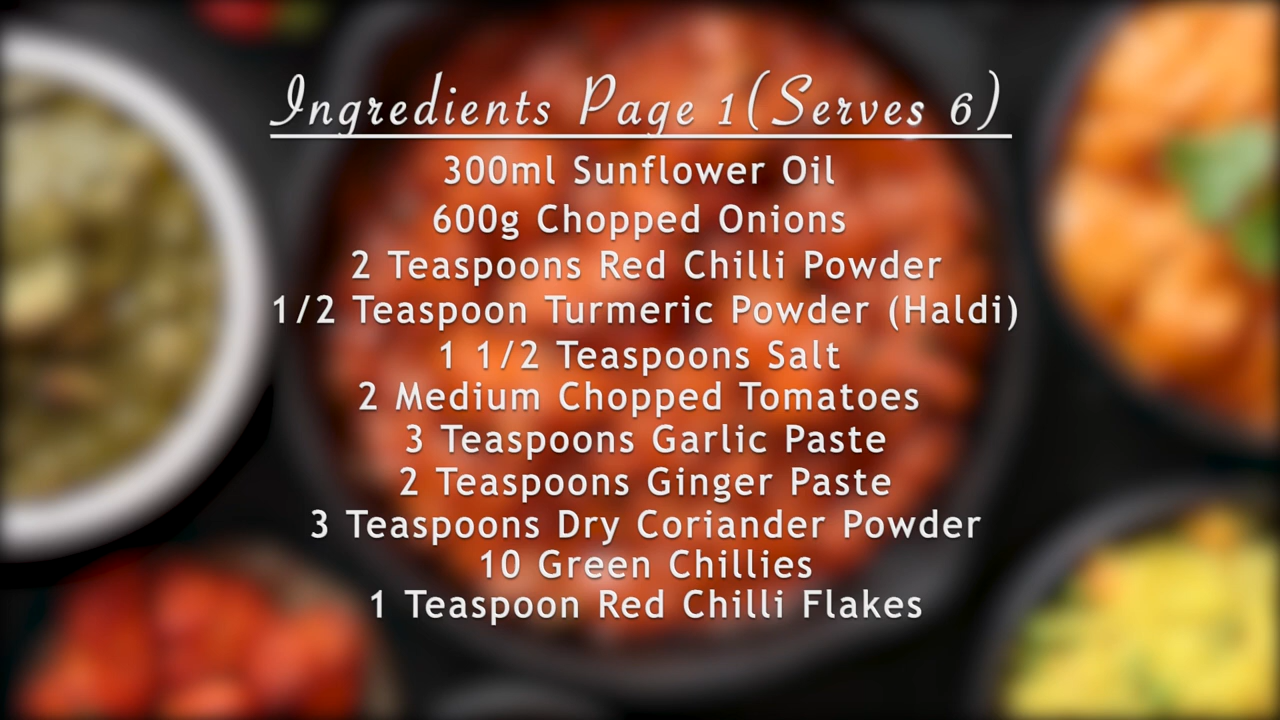 Ingredients Page 1(Serves 6)
300ml Sunflower Oil
600g Chopped Onions
2 Teaspoons Red Chilli Powder
1/2 Teaspoon Turmeric Powder (Haldi)
1 1/2 Teaspoons Salt
2 Medium Chopped Tomatoes
3 Teaspoons Garlic Paste
2 Teaspoons Ginger Paste
3 Teaspoons Dry Coriander Powder
10 Green Chillies
1 Teaspoon Red Chilli Flakes